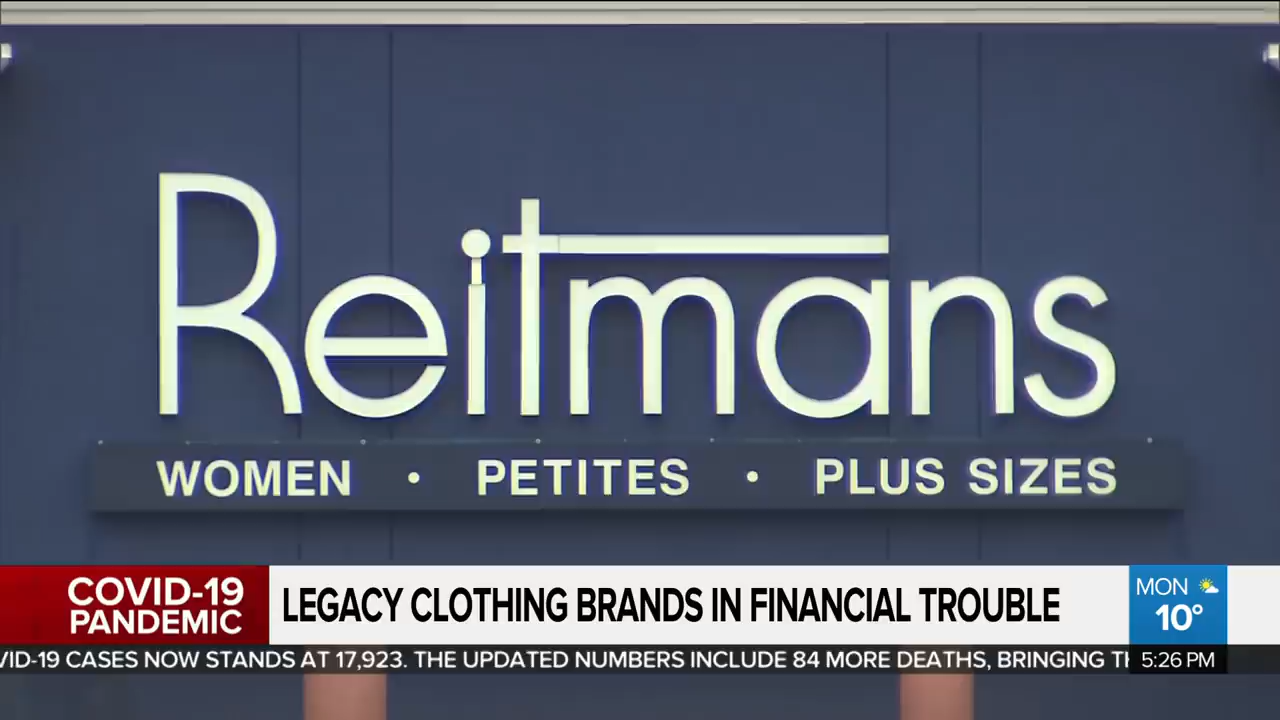 Reitmans
WOMEN • PETITES • PLUS SIZES
COVID-19
PANDEMIC
LEGACY CLOTHING BRANDS IN FINANCIAL TROUBLE
MON
10°
CASES NOW STANDS AT 17,923. THE UPDATED NUMBERS INCLUDE 84 MORE DEATHS, BRINGING
5:26 PM